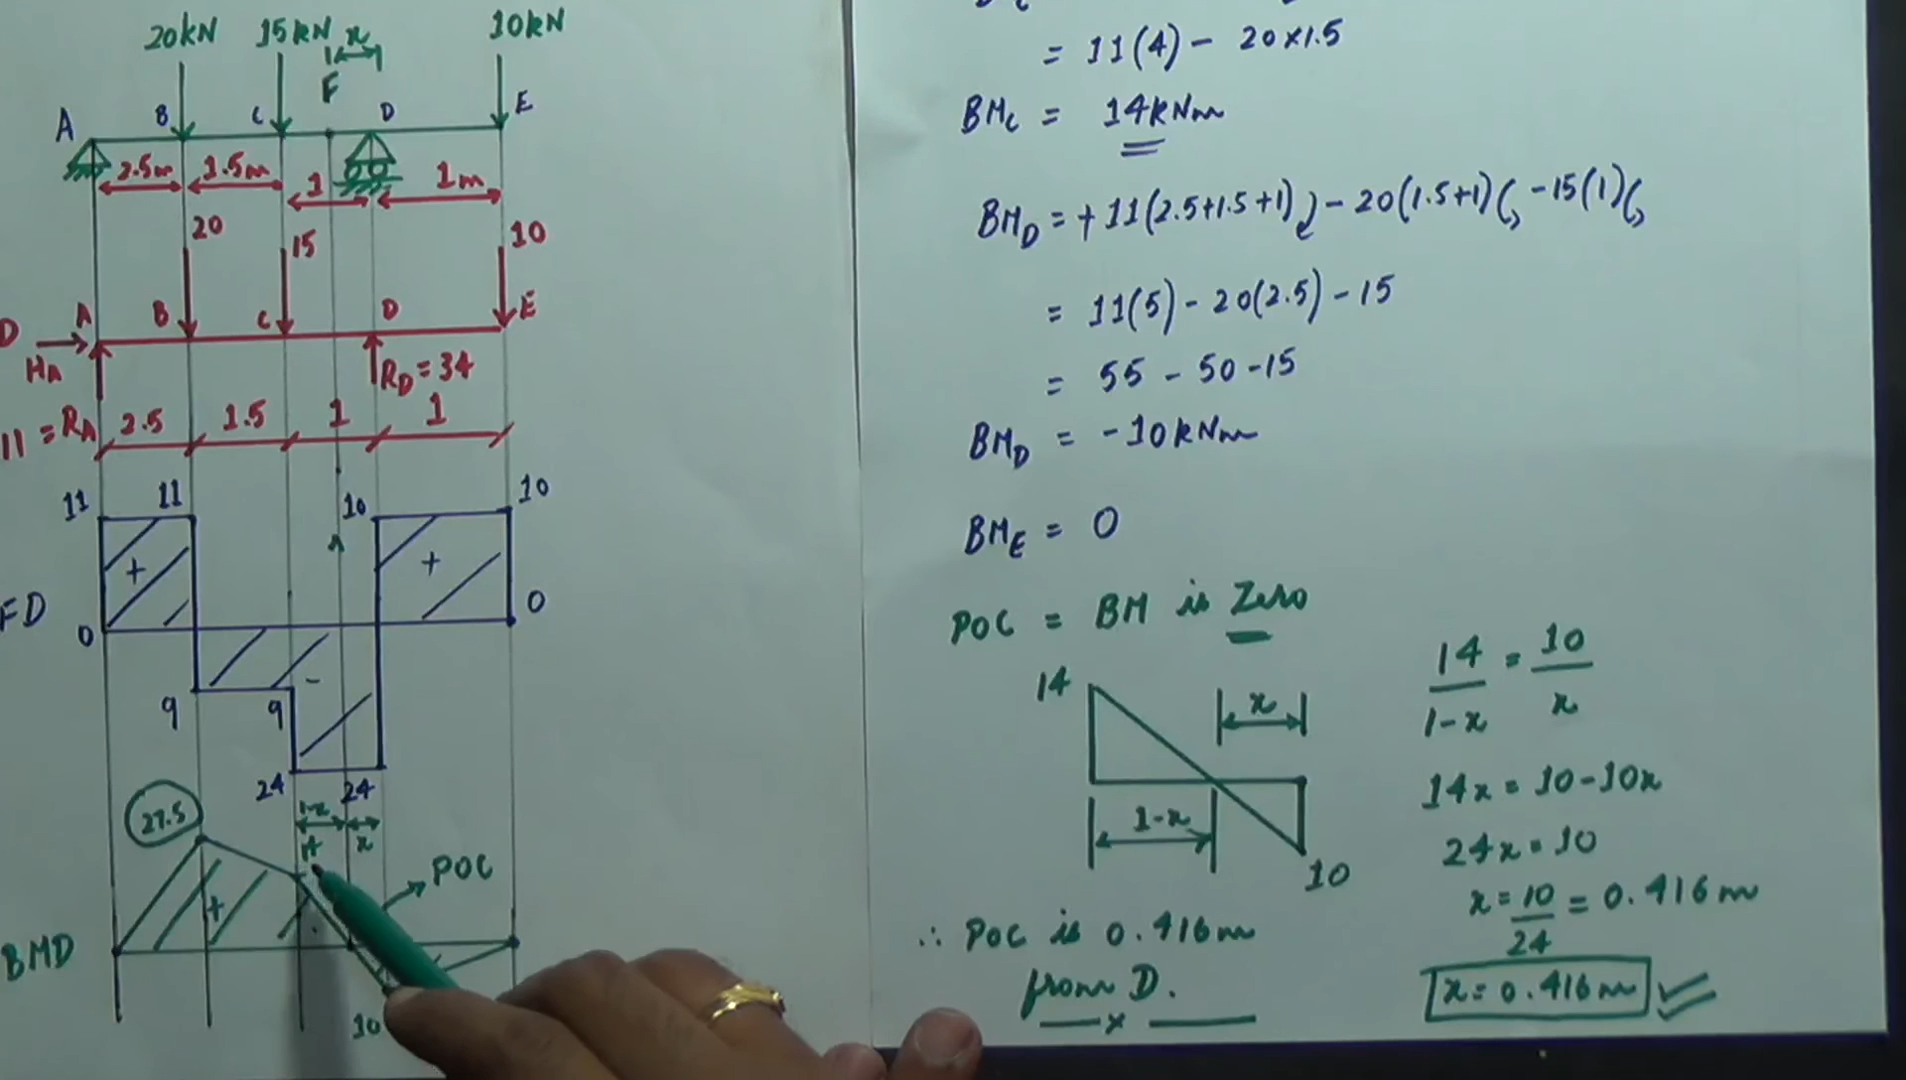 20kN 15kN x 10kN
F
A B C D E
2.5m 1.5m 1 1m
20 15 10
A B C D E
HA
RD = 34
11 = RA 2.5 1.5 1 1
11 11 10 10
+ +
FD 0 0
-
9 9
24 24
27.5 1-x x
14
POC
+
BMD
10
= 11(4) - 20×1.5
BMC = 14kNm
BMD = + 11(2.5+1.5+1) - 20(1.5+1) - 15(1)
= 11(5) - 20(2.5) - 15
= 55 - 50 - 15
BMD = -10kNm
BME = 0
POC = BM is Zero
14 x
1-x
10
∴ POC is 0.416m
from D.
x
14/1-x = 10/x
14x = 10-10x
24x = 10
x = 10/24 = 0.416m
x = 0.416m